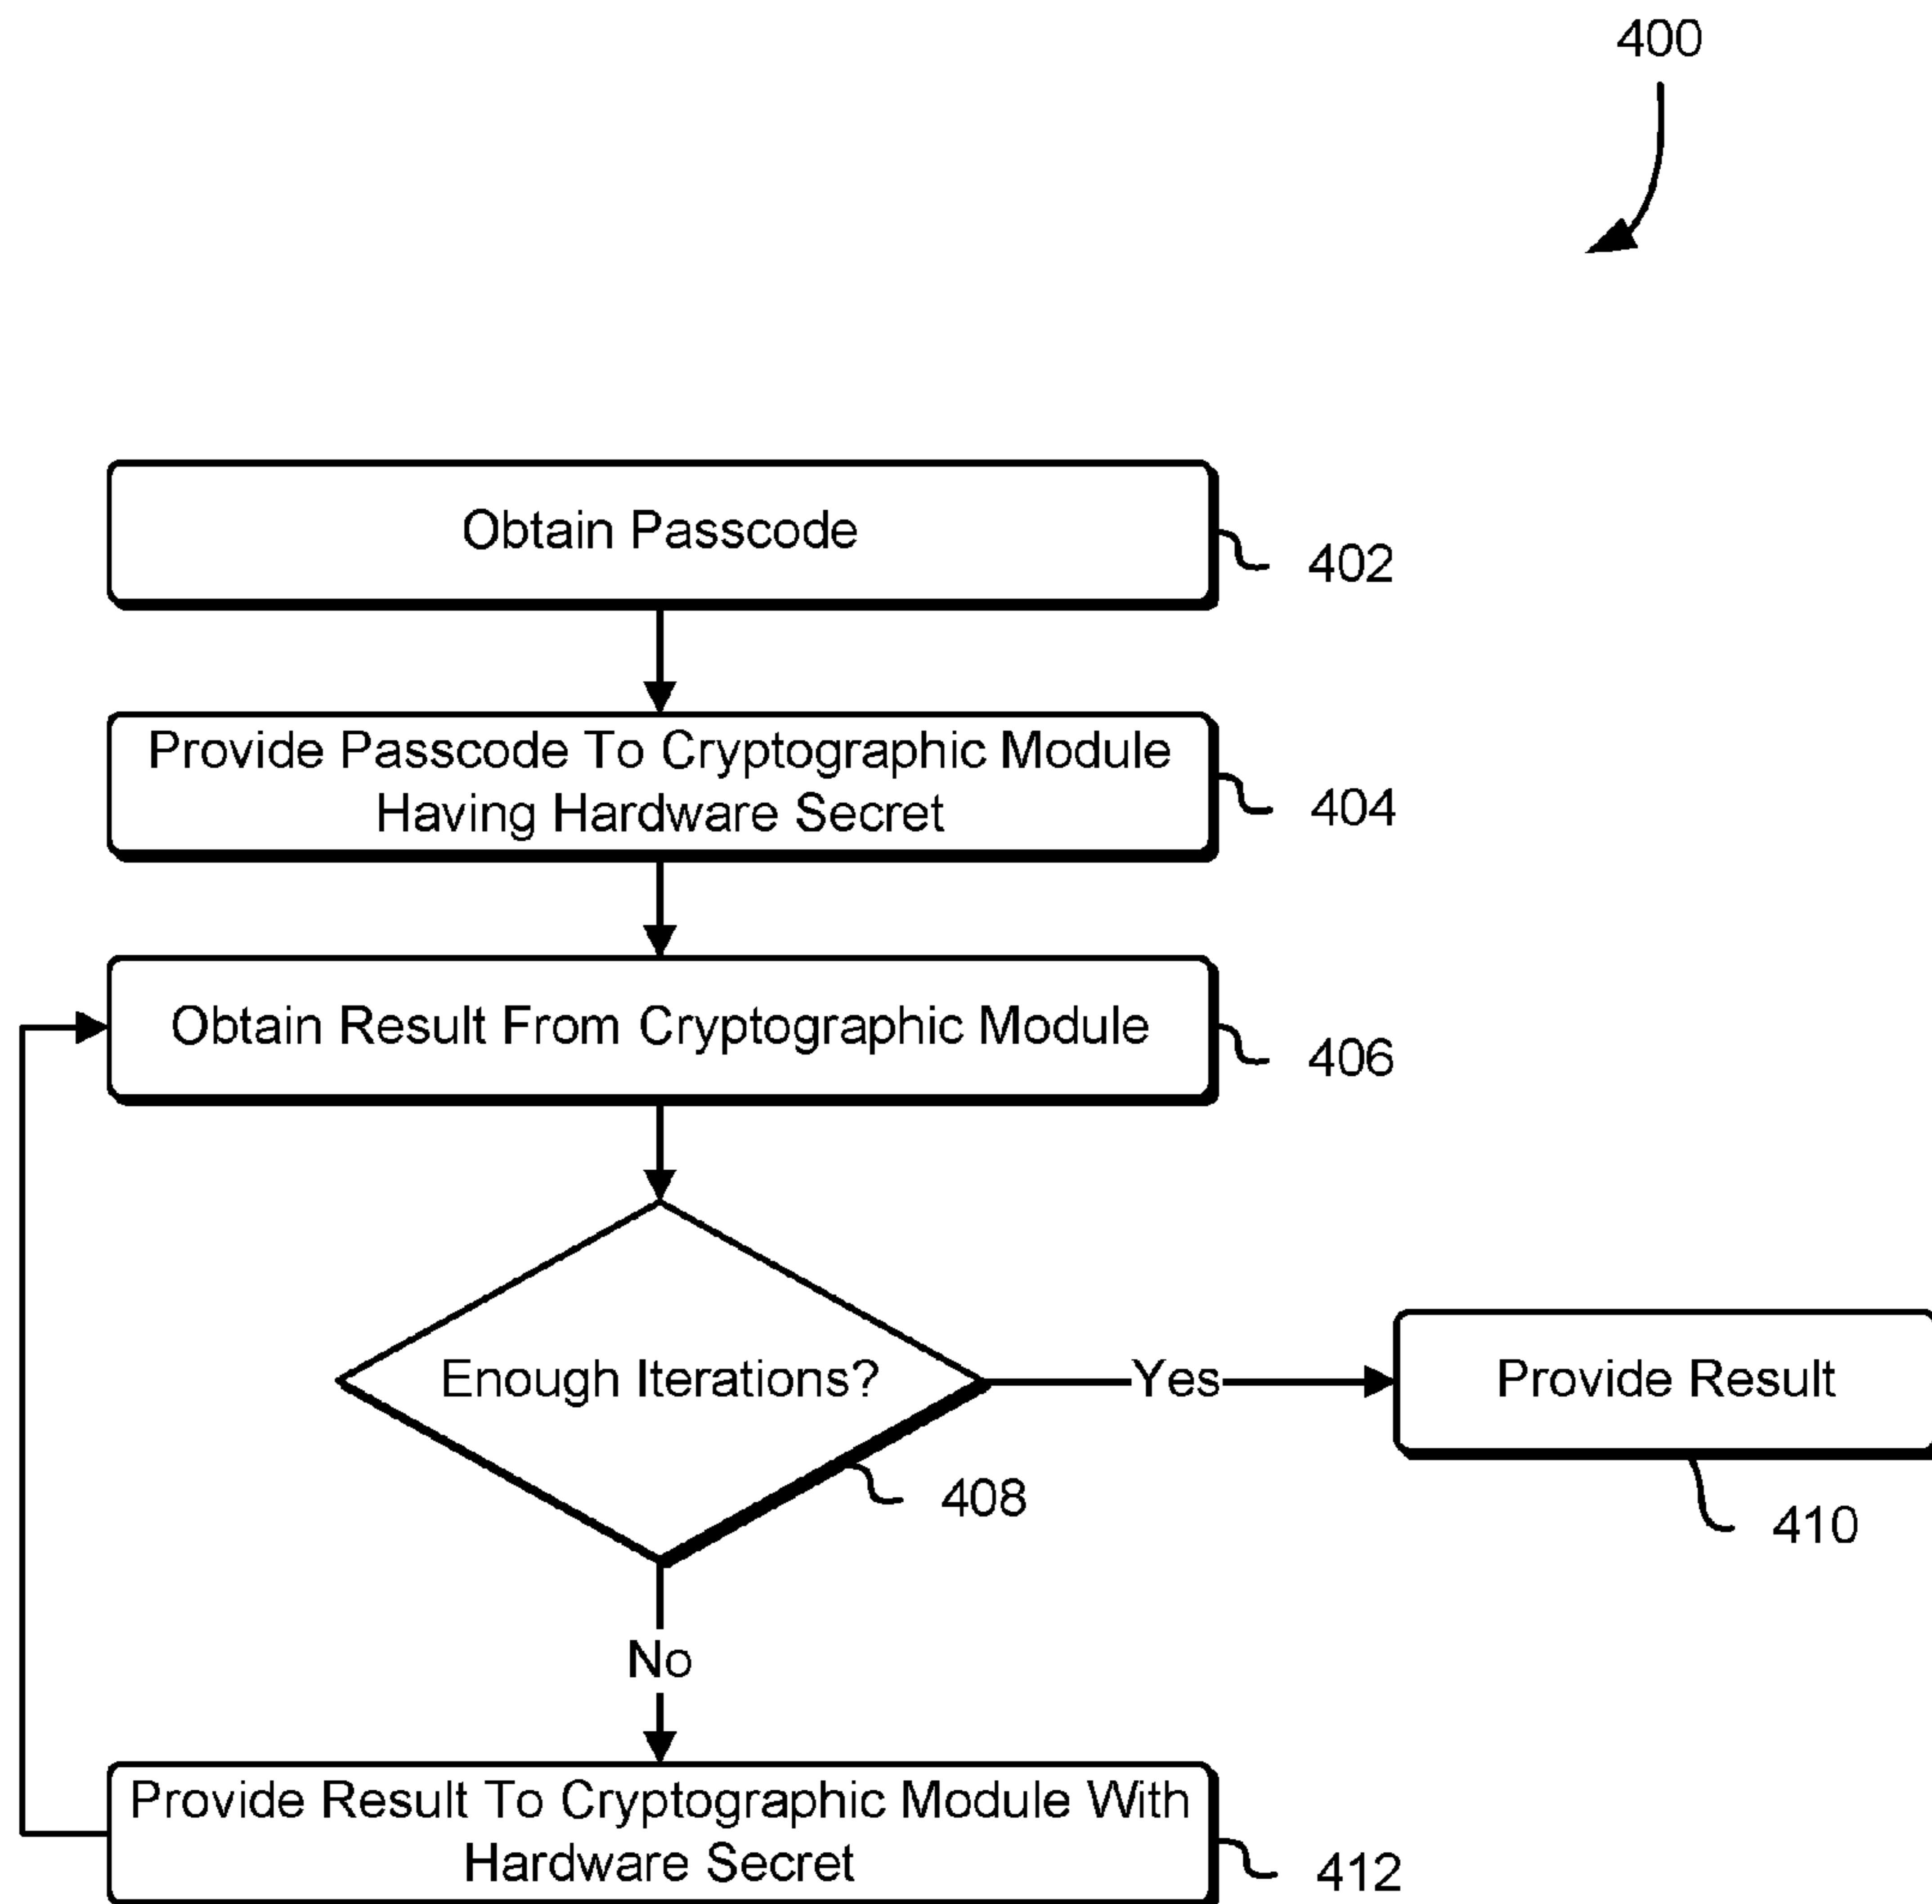 400
Obtain Passcode
402
Provide Passcode To Cryptographic Module
Having Hardware Secret
404
Obtain Result From Cryptographic Module
406
Enough Iterations?
Yes
Provide Result
408
410
No
Provide Result To Cryptographic Module With
Hardware Secret
412